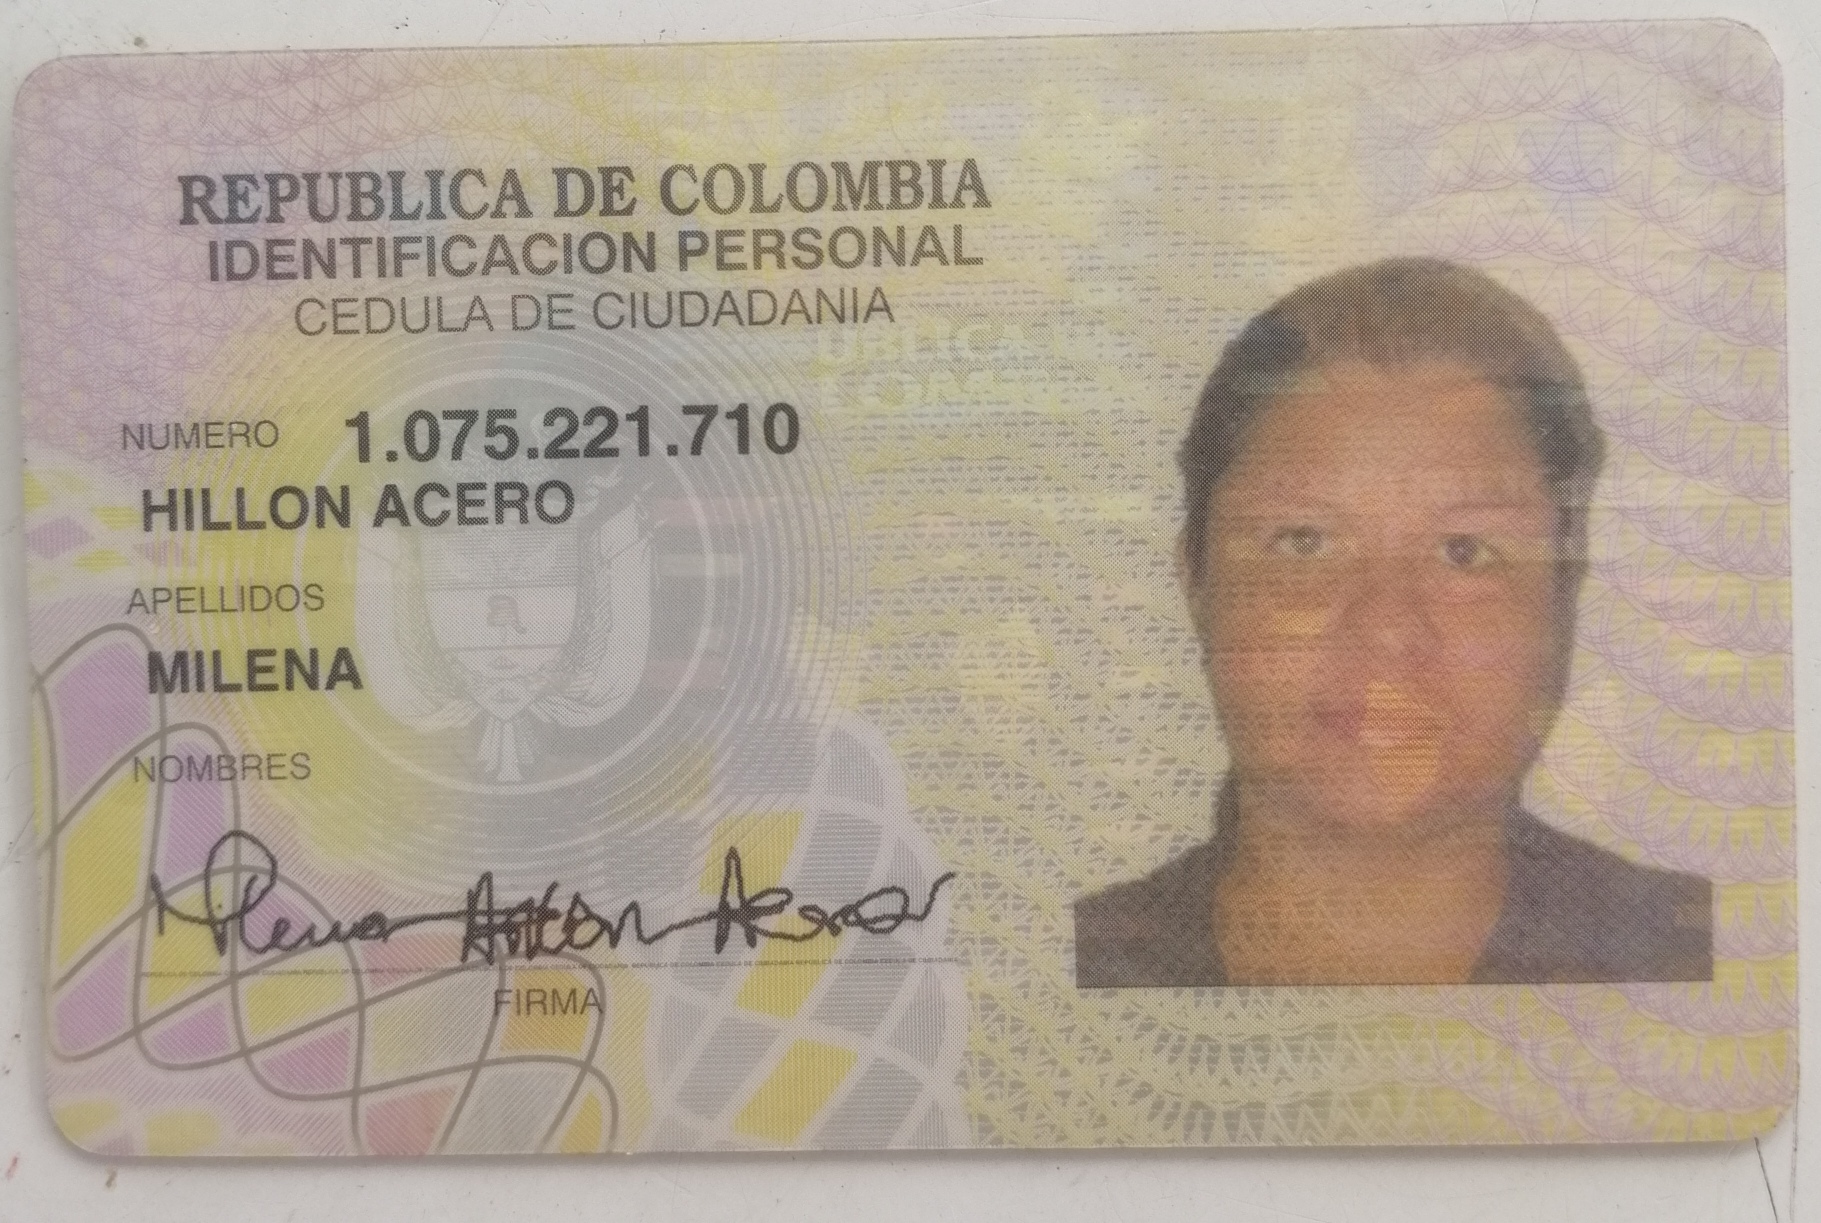 REPUBLICA DE COLOMBIA
IDENTIFICACION PERSONAL
CEDULA DE CIUDADANIA
NUMERO 1.075.221.710
HILLON ACERO
APELLIDOS
MILENA
NOMBRES
Milena Hillon Acero
FIRMA